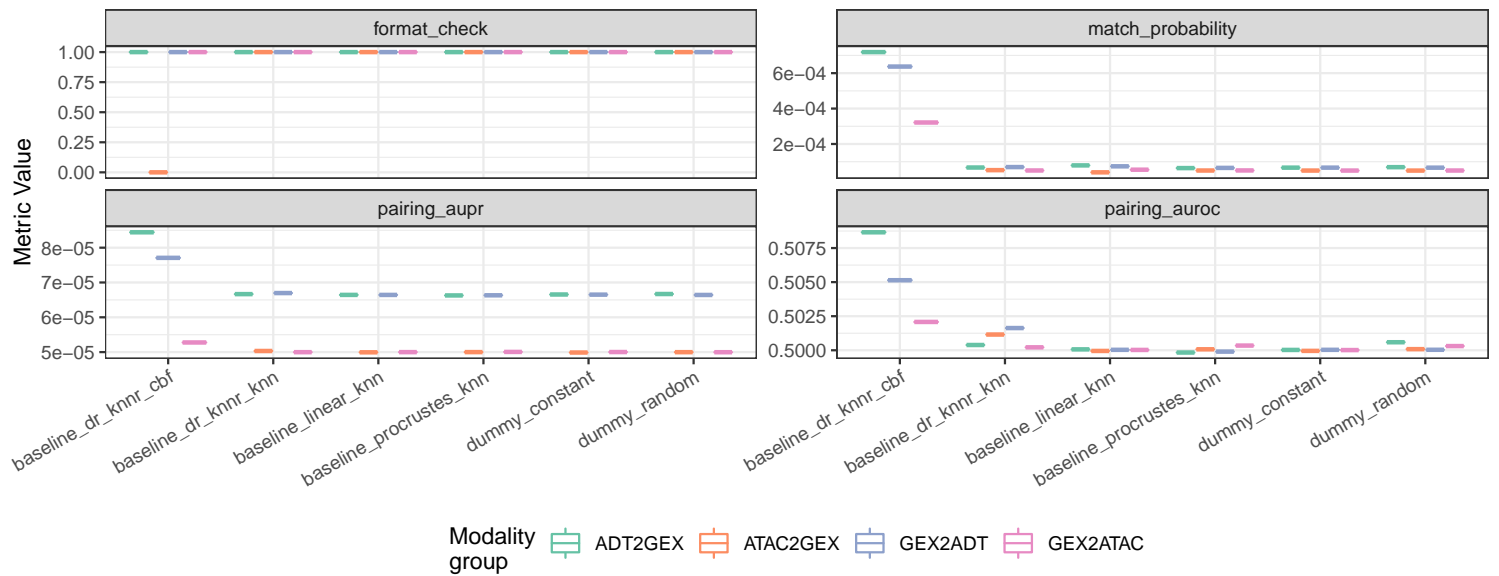 format_check
match_probability
1.00
0.75
0.50
0.25
0.00
6e−04
4e−04
2e−04
Metric Value
pairing_aupr
pairing_auroc
8e−05
7e−05
6e−05
5e−05
0.5075
0.5050
0.5025
0.5000
baseline_dr_knnr_cbf
baseline_dr_knnr_knn
baseline_linear_knn
baseline_procrustes_knn
dummy_constant
dummy_random
baseline_dr_knnr_cbf
baseline_dr_knnr_knn
baseline_linear_knn
baseline_procrustes_knn
dummy_constant
dummy_random
Modality
group
ADT2GEX
ATAC2GEX
GEX2ADT
GEX2ATAC